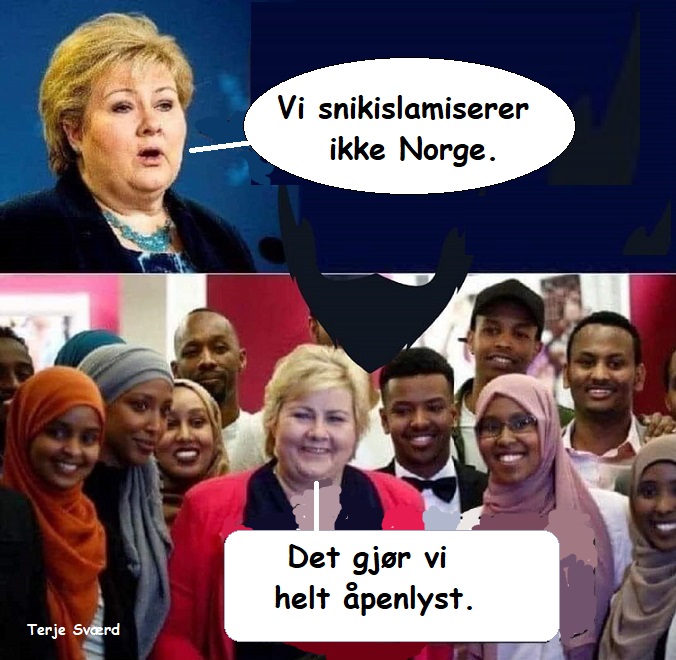 Vi snikislamiserer
ikke Norge.
Det gjør vi
helt åpenlyst.
Terje Sværd